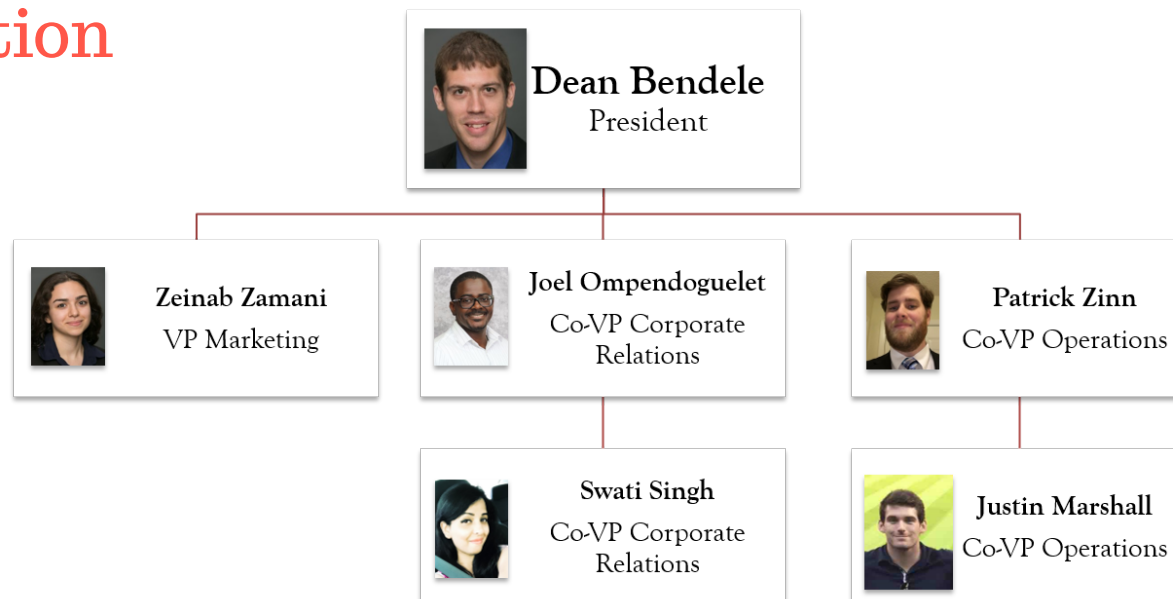 tion
Dean Bendele
President
Zeinab Zamani
VP Marketing
Joel Ompendoguelet
Co-VP Corporate
Relations
Patrick Zinn
Co-VP Operations
Swati Singh
Co-VP Corporate
Relations
Justin Marshall
Co-VP Operations